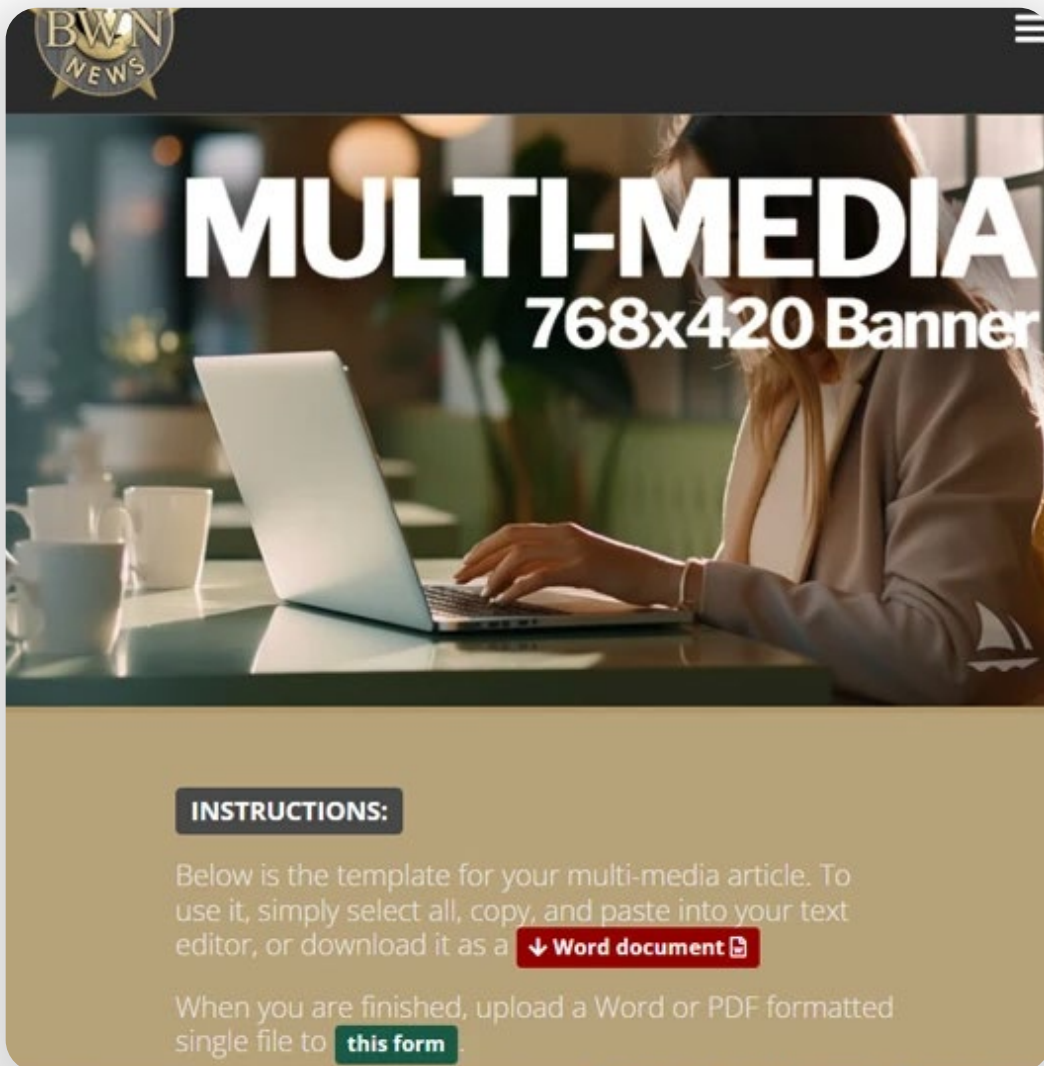 BWN
NEWS
MULTI-MEDIA
768x420 Banner
INSTRUCTIONS:
Below is the template for your multi-media article. To
use it, simply select all, copy, and paste into your text
editor, or download it as a Word document
When you are finished, upload a Word or PDF formatted
single file to this form.